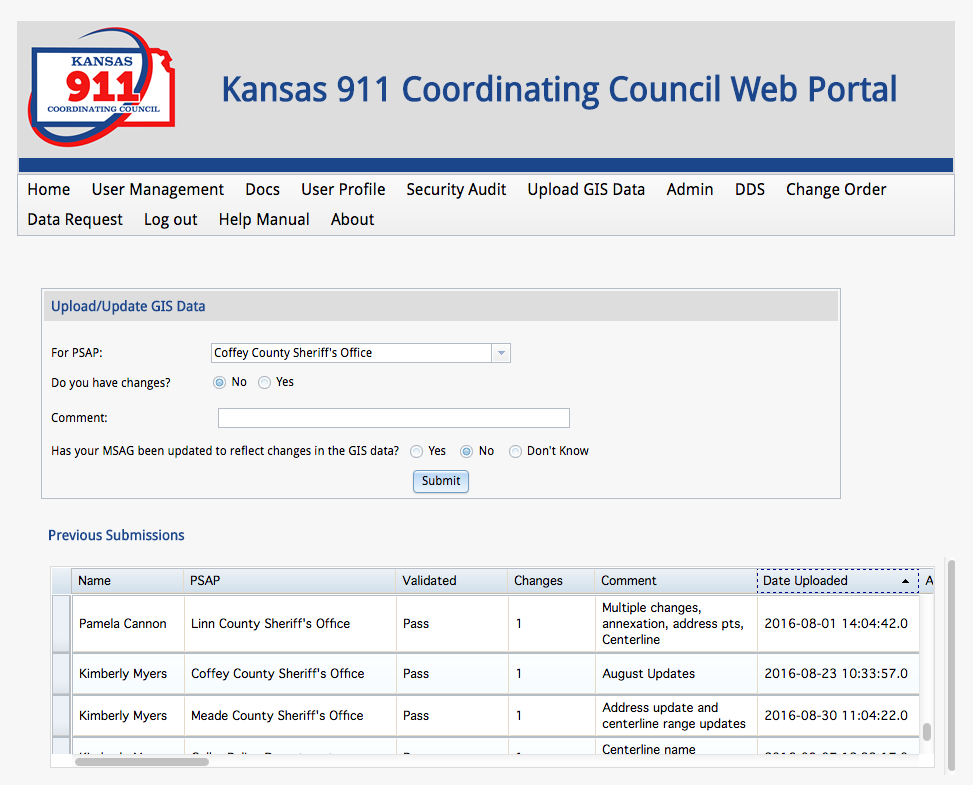 KANSAS
911
COORDINATING COUNCIL
Kansas 911 Coordinating Council Web Portal
Home User Management Docs User Profile Security Audit Upload GIS Data Admin DDS Change Order
Data Request Log out Help Manual About
Upload/Update GIS Data
For PSAP: Coffey County Sheriff's Office
Do you have changes? No Yes
Comment:
Has your MSAG been updated to reflect changes in the GIS data? Yes No Don't Know
Submit
Previous Submissions
Name PSAP Validated Changes Comment Date Uploaded A
Multiple changes,
Pamela Cannon Linn County Sheriff's Office Pass 1 annexation, address pts, 2016-08-01 14:04:42.0
Centerline
Kimberly Myers Coffey County Sheriff's Office Pass 1 August Updates 2016-08-23 10:33:57.0
Address update and
Kimberly Myers Meade County Sheriff's Office Pass 1 2016-08-30 11:04:22.0
centerline range updates
Centerline name